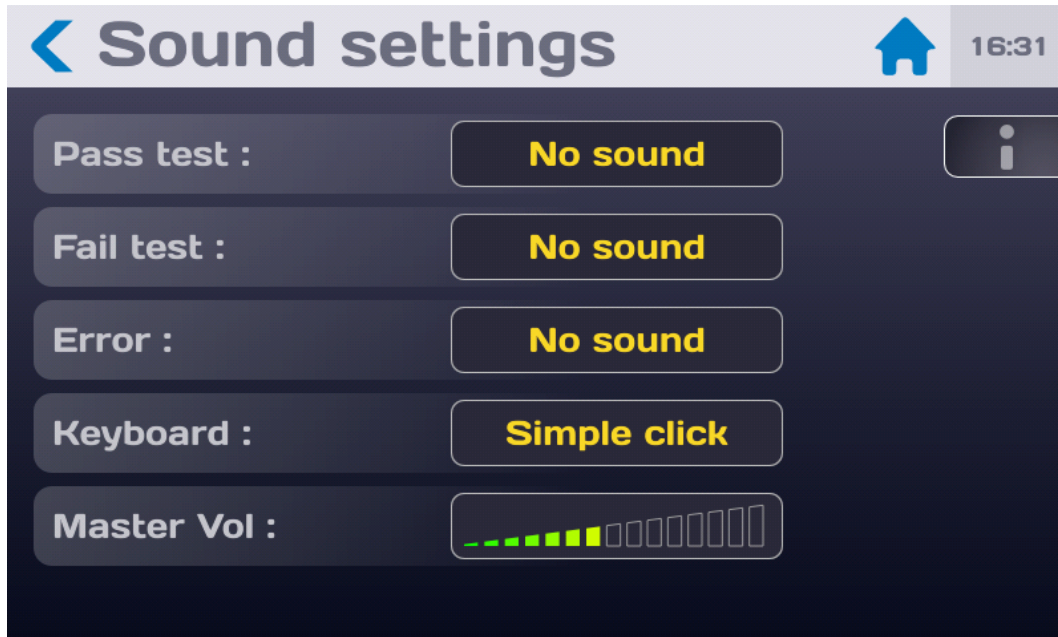 Sound settings
16:31
Pass test : No sound
Fail test : No sound
Error : No sound
Keyboard : Simple click
Master Vol :